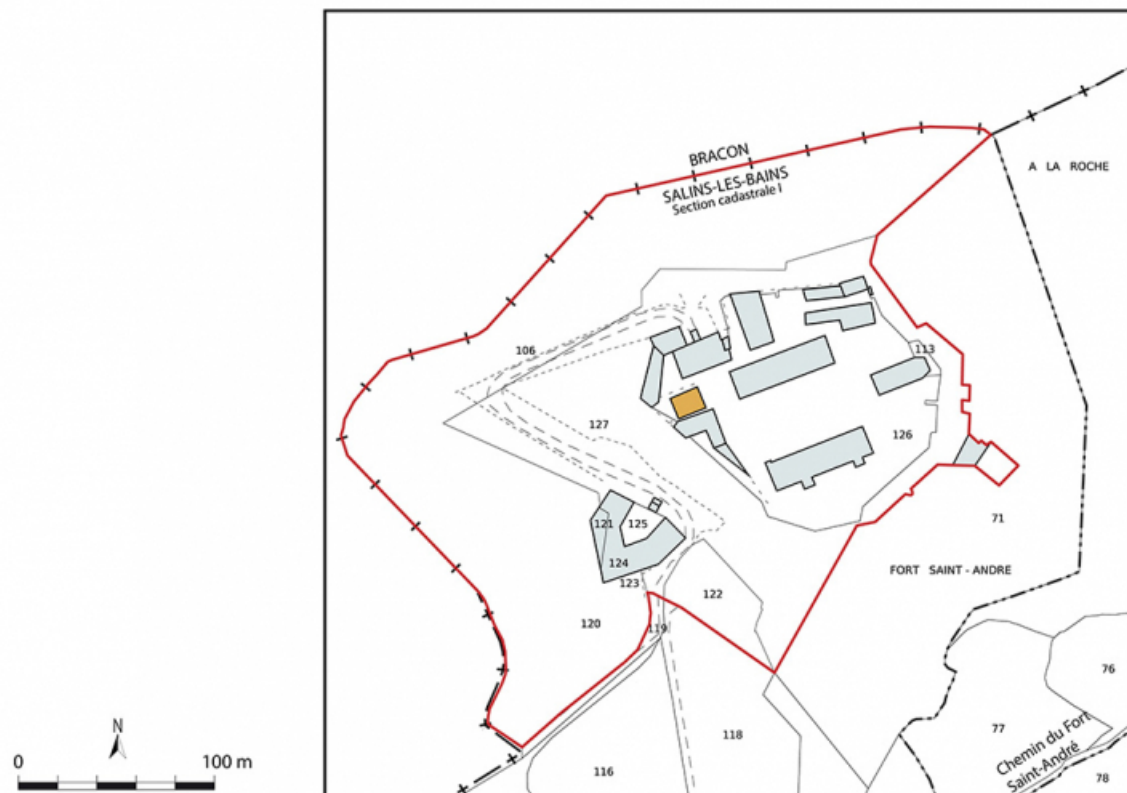 BRACON
SALINS-LES-BAINS
Section cadastrale I
A LA ROCHE
106
113
127
126
121
125
71
124
FORT SAINT - ANDRE
123
122
120
119
76
77
118
Chemin du Fort
Saint-André
116
78
N
0 100 m